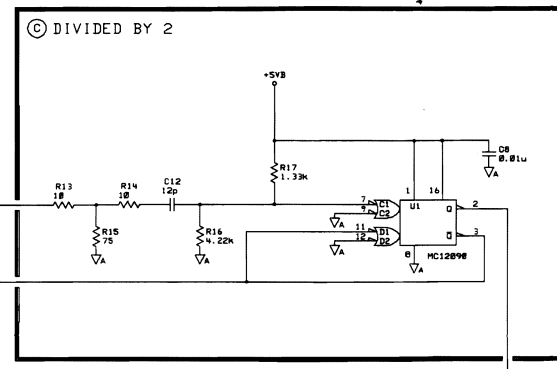 C DIVIDED BY 2
+5VB
R17
1.33k
C8
0.01u
A
R13
10
R14
10
C12
12p
1
16
7
C1
U1
Q
2
9
C2
A
R15
75
R16
4.22k
11
D1
12
D2
Q
3
A
A
A
8
MC12090
A